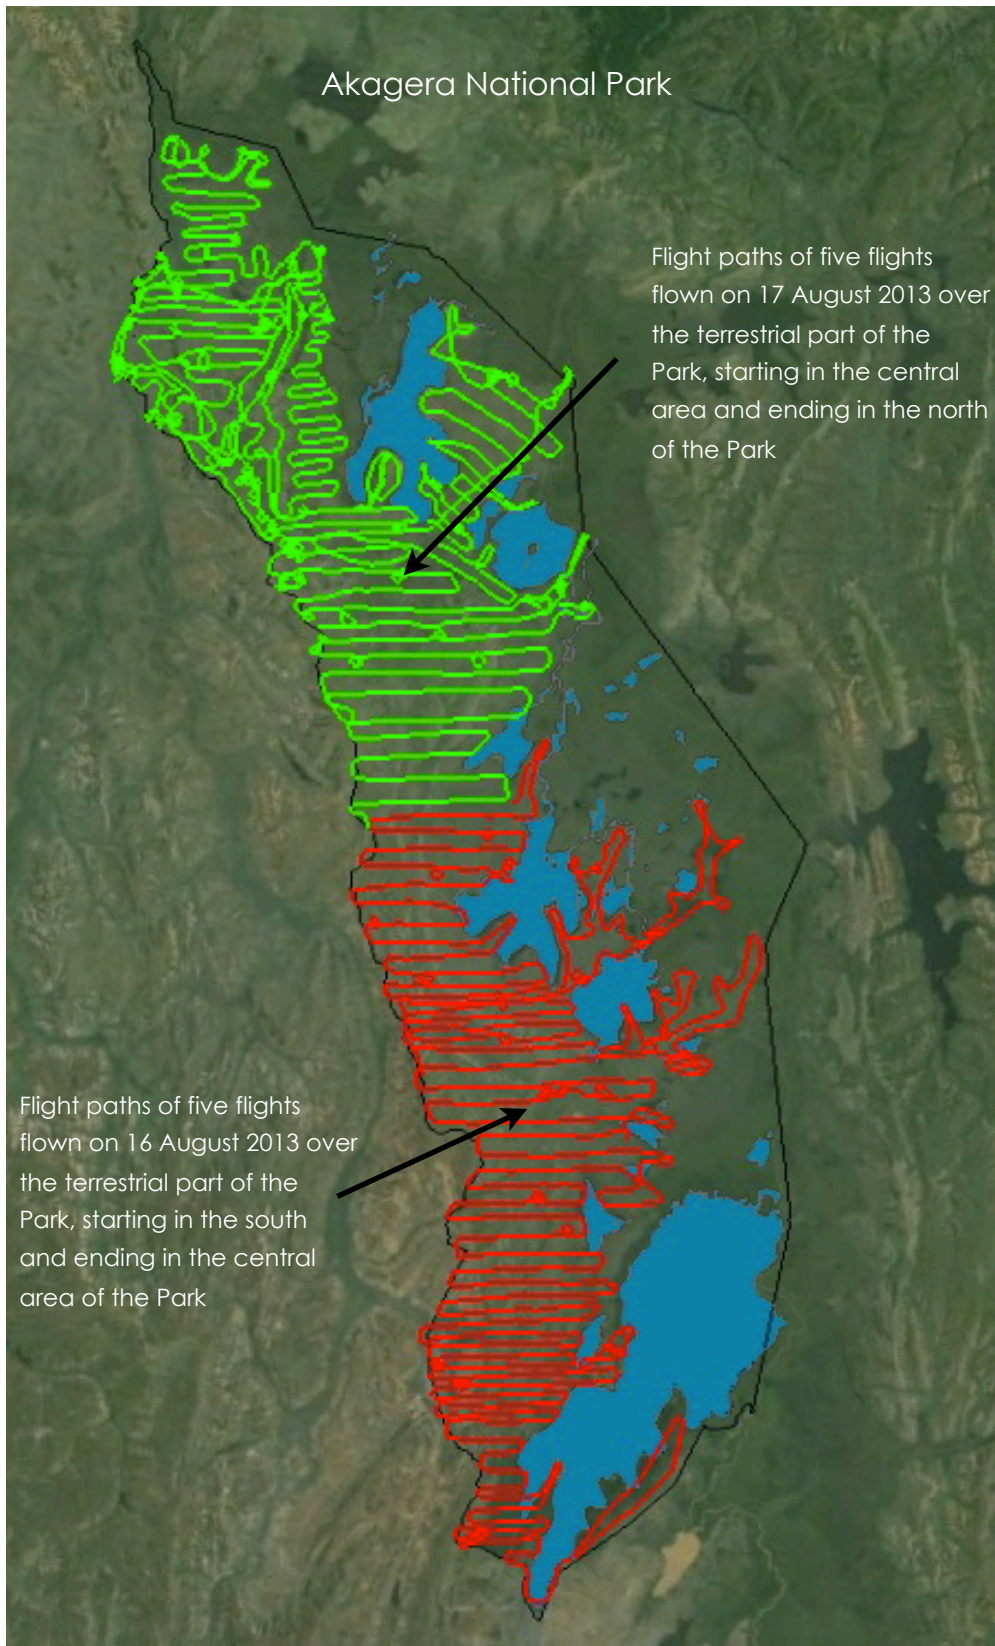 Akagera National Park
Flight paths of five flights
flown on 17 August 2013 over
the terrestrial part of the
Park, starting in the central
area and ending in the north
of the Park
Flight paths of five flights
flown on 16 August 2013 over
the terrestrial part of the
Park, starting in the south
and ending in the central
area of the Park